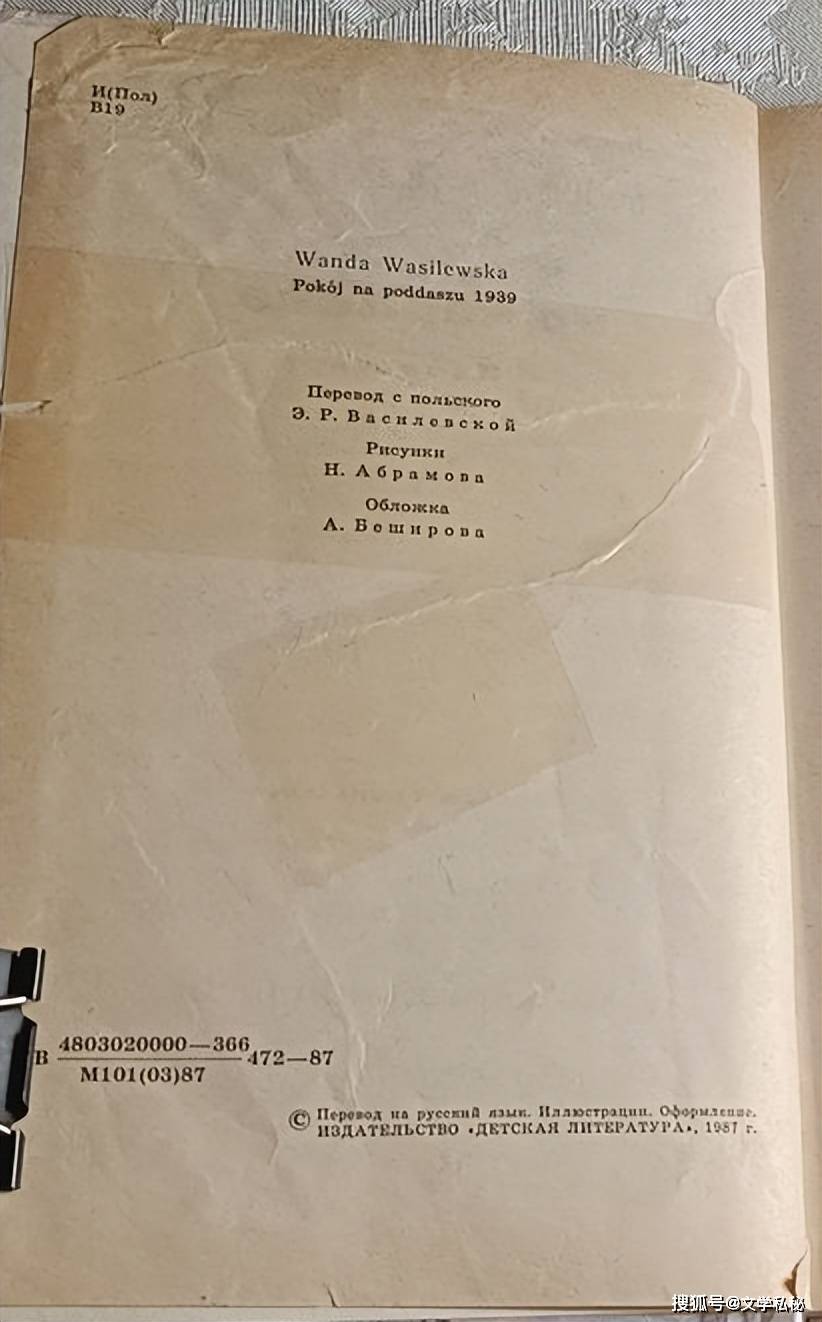 И(Пол)
В19
Wanda Wasilewska
Pokój na poddaszu 1939
Перевод с польского
Э. Р. Василевской
Рисунки
Н. Абрамова
Обложка
А. Беширова
4803020000—366
В 472—87
М101(03)87
© Перевод на русский язык. Иллюстрации. Оформление.
ИЗДАТЕЛЬСТВО «ДЕТСКАЯ ЛИТЕРАТУРА», 1987 г.
搜狐号@文学私秘